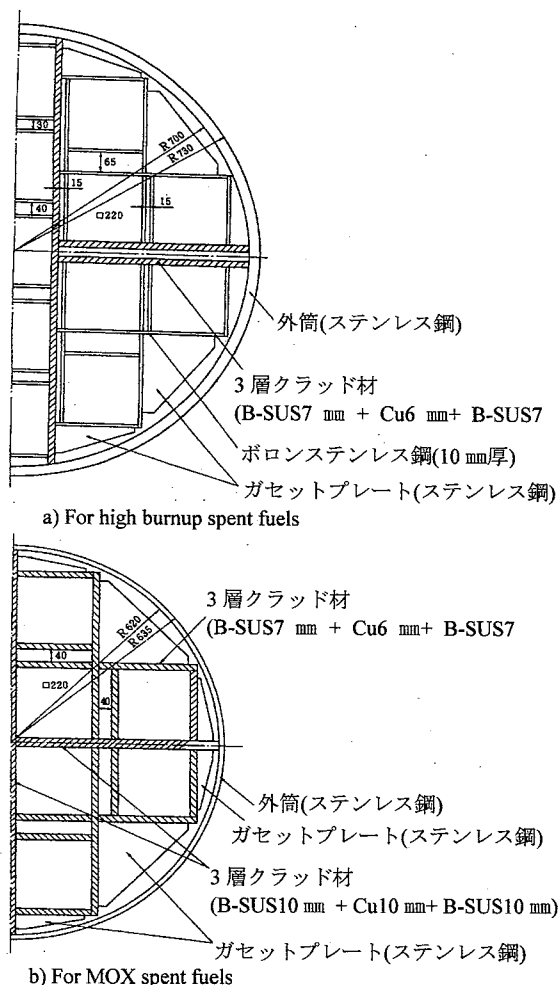 R700
R730
130
65
15
15
40
□220
外筒(ステンレス鋼)
3 層クラッド材
(B-SUS7 mm + Cu6 mm+ B-SUS7
ボロンステンレス鋼(10 mm厚)
ガセットプレート(ステンレス鋼)
a) For high burnup spent fuels
3 層クラッド材
(B-SUS7 mm + Cu6 mm+ B-SUS7
R620
R635
40
□220
40
外筒(ステンレス鋼)
ガセットプレート(ステンレス鋼)
3 層クラッド材
(B-SUS10 mm + Cu10 mm+ B-SUS10 mm)
ガセットプレート(ステンレス鋼)
b) For MOX spent fuels